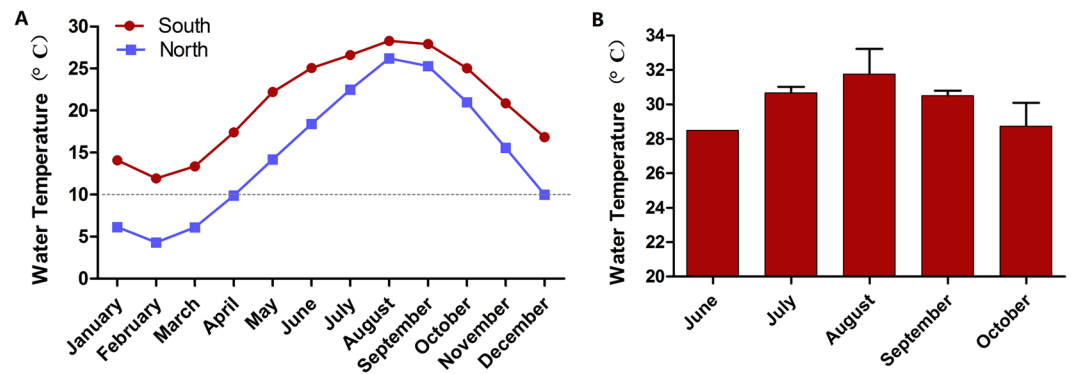 A
South
North
Water Temperature (° C)
30
25
20
15
10
5
0
January
February
March
April
May
June
July
August
September
October
November
December
B
Water Temperature (° C)
34
32
30
28
26
24
22
20
June
July
August
September
October